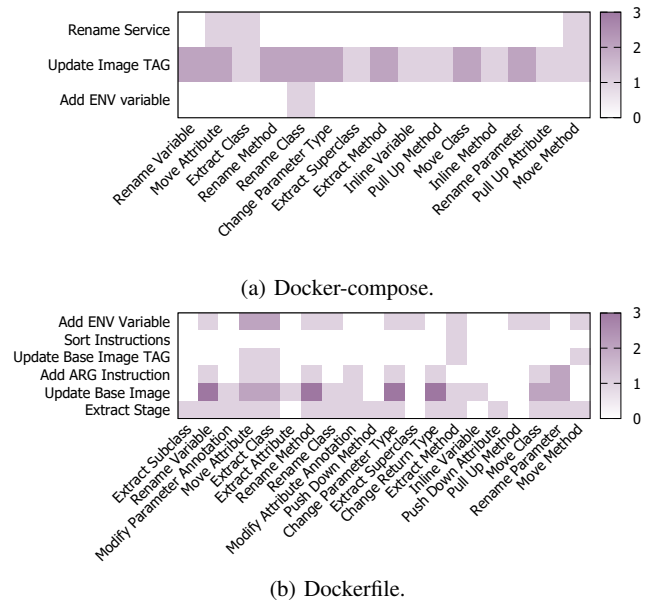 Rename Service
Update Image TAG
Add ENV variable
3
2
1
0
Rename Variable
Move Attribute
Extract Class
Rename Method
Rename Class
Change Parameter Type
Extract Superclass
Extract Method
Inline Variable
Pull Up Method
Move Class
Inline Method
Rename Parameter
Pull Up Attribute
Move Method
(a) Docker-compose.
Add ENV Variable
Sort Instructions
Update Base Image TAG
Add ARG Instruction
Update Base Image
Extract Stage
3
2
1
0
Extract Subclass
Rename Variable
Modify Parameter Annotation
Move Attribute
Extract Class
Extract Attribute
Rename Method
Rename Class
Modify Attribute Annotation
Push Down Method
Change Parameter Type
Extract Superclass
Change Return Type
Extract Method
Inline Variable
Push Down Attribute
Pull Up Method
Move Class
Rename Parameter
Move Method
(b) Dockerfile.